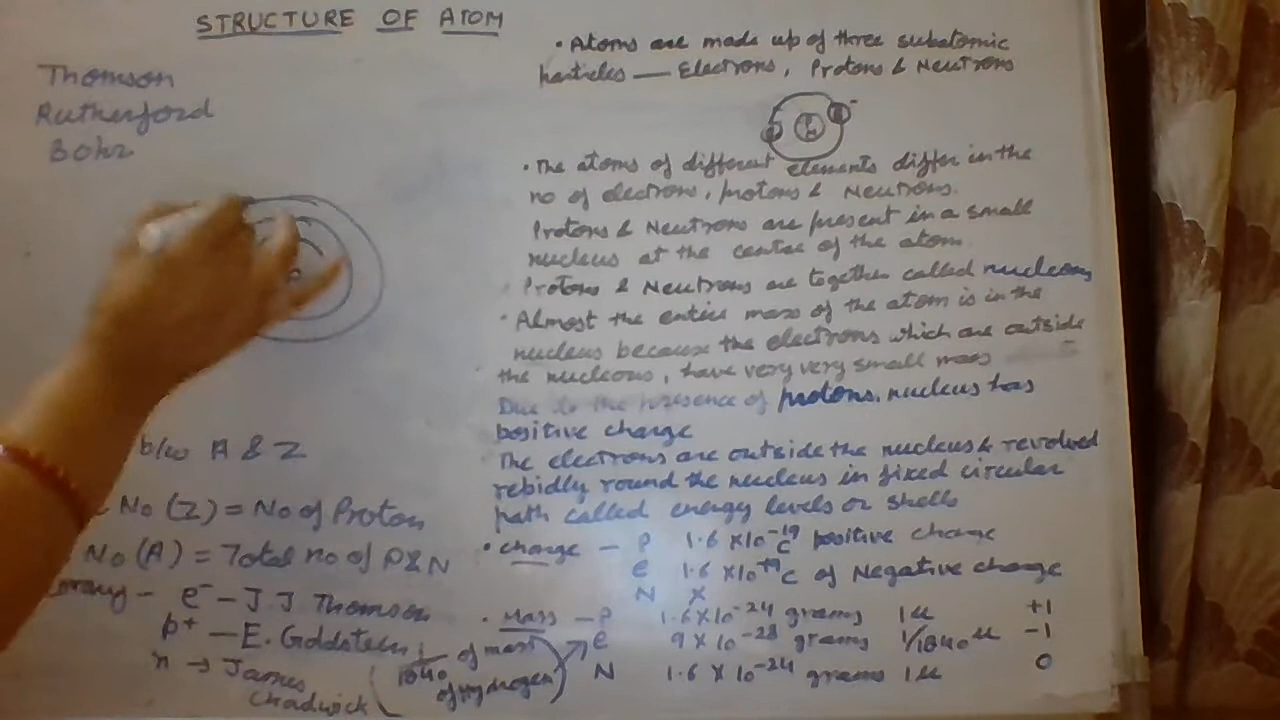 STRUCTURE OF ATOM
Thomson
Rutherford
Bohr
b/w A & Z
No (Z) = No of Proton
No (A) = Total no of P & N
e⁻ – J.J Thomson
p⁺ — E. Goldstein
n → James
Chadwick
(1/1840 of mass
of Hydrogen)
• Atoms are made up of three subatomic
particles — Electrons, Protons & Neutrons
• The atoms of different elements differ in the
no of electrons, protons & Neutrons.
Protons & Neutrons are present in a small
nucleus at the centre of the atom.
• Protons & Neutrons are together called nucleons
• Almost the entire mass of the atom is in the
nucleus because the electrons which are outside
the nucleous, have very very small mass
Due to the presence of protons, nucleus has
positive charge
The electrons are outside the nucleus & revolved
rebidly round the nucleus in fixed circular
path called energy levels or shells
• charge – P 1.6 x10⁻¹⁹ C positive charge
e 1.6 x10⁻¹⁹ C of Negative charge
N X
• Mass – P 1.6 x 10⁻²⁴ grams 1u +1
e 9 x 10⁻²⁸ grams 1/1840 u -1
N 1.6 x 10⁻²⁴ grams 1u 0